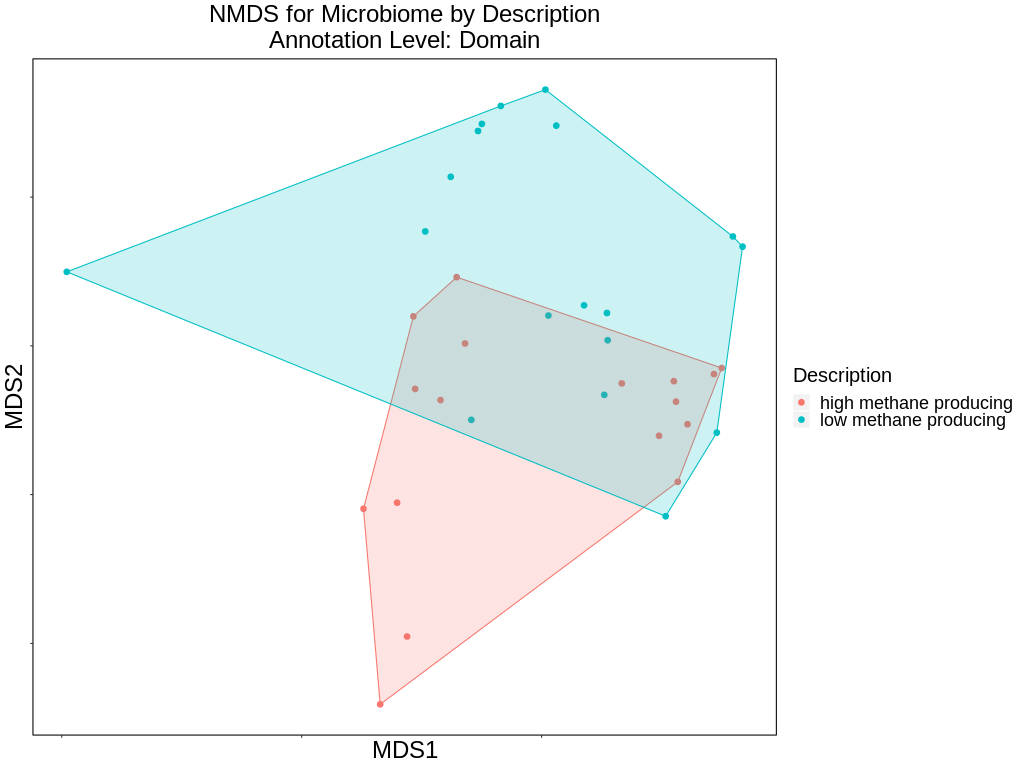 NMDS for Microbiome by Description
Annotation Level: Domain
MDS2
MDS1
Description
high methane producing
low methane producing